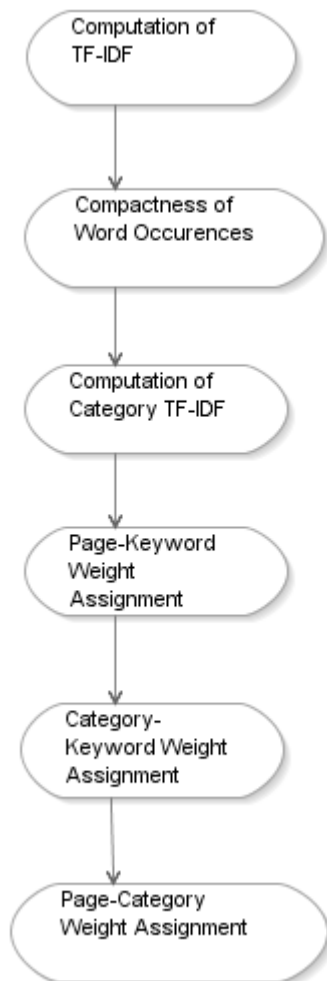 Computation of
TF-IDF
Compactness of
Word Occurences
Computation of
Category TF-IDF
Page-Keyword
Weight
Assignment
Category-
Keyword Weight
Assignment
Page-Category
Weight Assignment